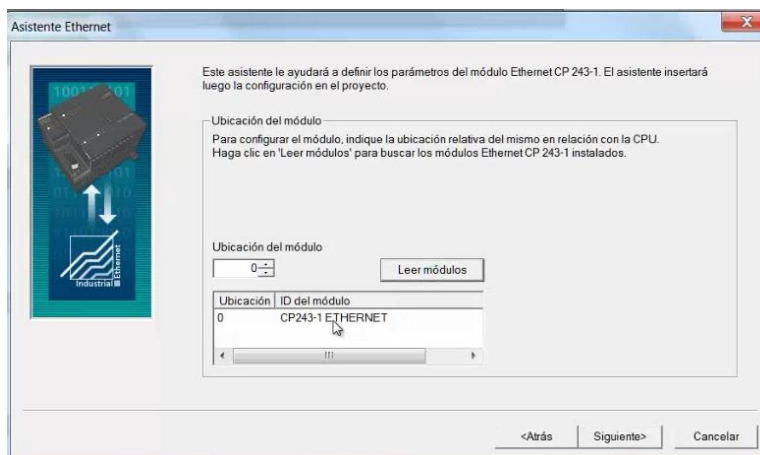 Asistente Ethernet
Este asistente le ayudará a definir los parámetros del módulo Ethernet CP 243-1. El asistente insertará
luego la configuración en el proyecto.
Ubicación del módulo
Para configurar el módulo, indique la ubicación relativa del mismo en relación con la CPU.
Haga clic en 'Leer módulos' para buscar los módulos Ethernet CP 243-1 instalados.
Ubicación del módulo
0
Leer módulos
Ubicación ID del módulo
0 CP243-1 ETHERNET
Industrial Ethernet
<Atrás Siguiente> Cancelar